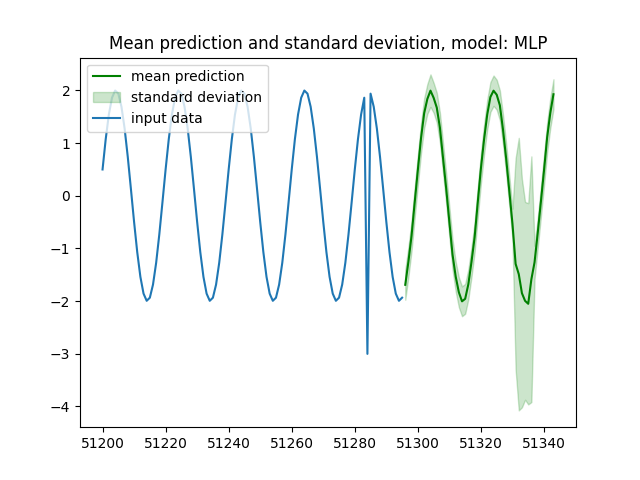 Mean prediction and standard deviation, model: MLP
mean prediction
standard deviation
input data
2
1
0
−1
−2
−3
−4
51200 51220 51240 51260 51280 51300 51320 51340